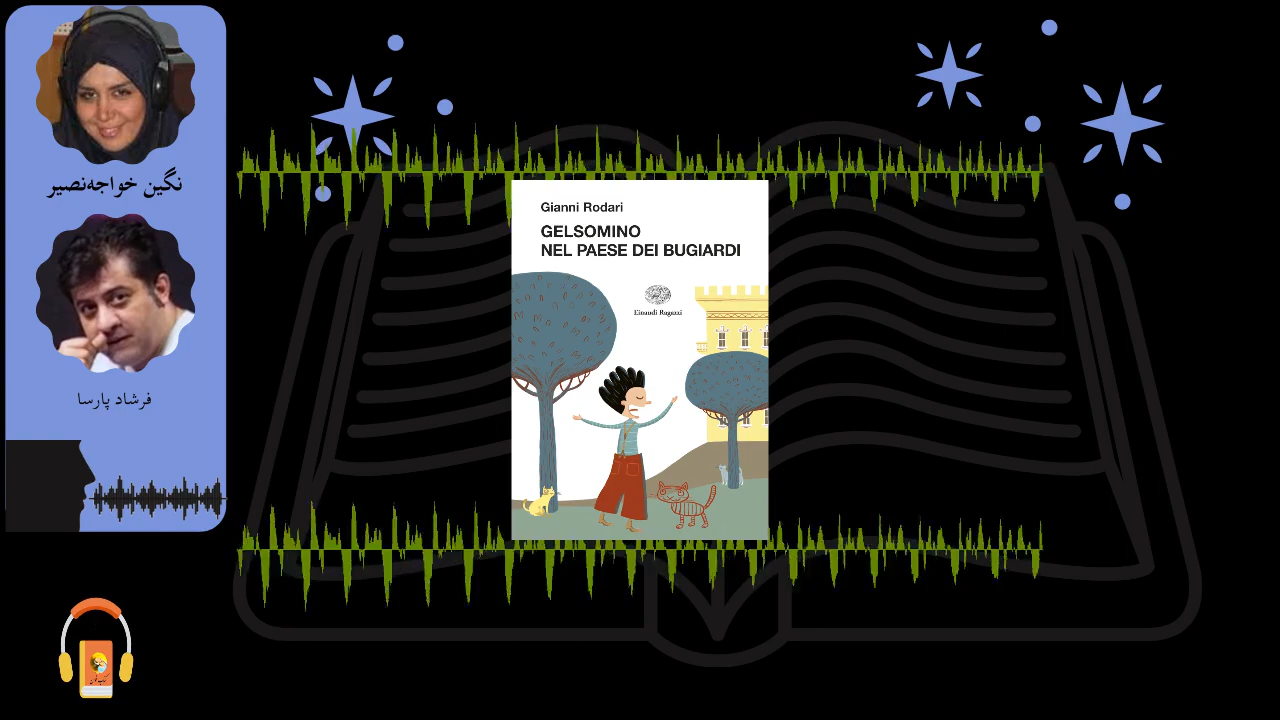 نگین خواجه‌نصیر
فرشاد پارسا
Gianni Rodari
GELSOMINO
NEL PAESE DEI BUGIARDI
Einaudi Ragazzi